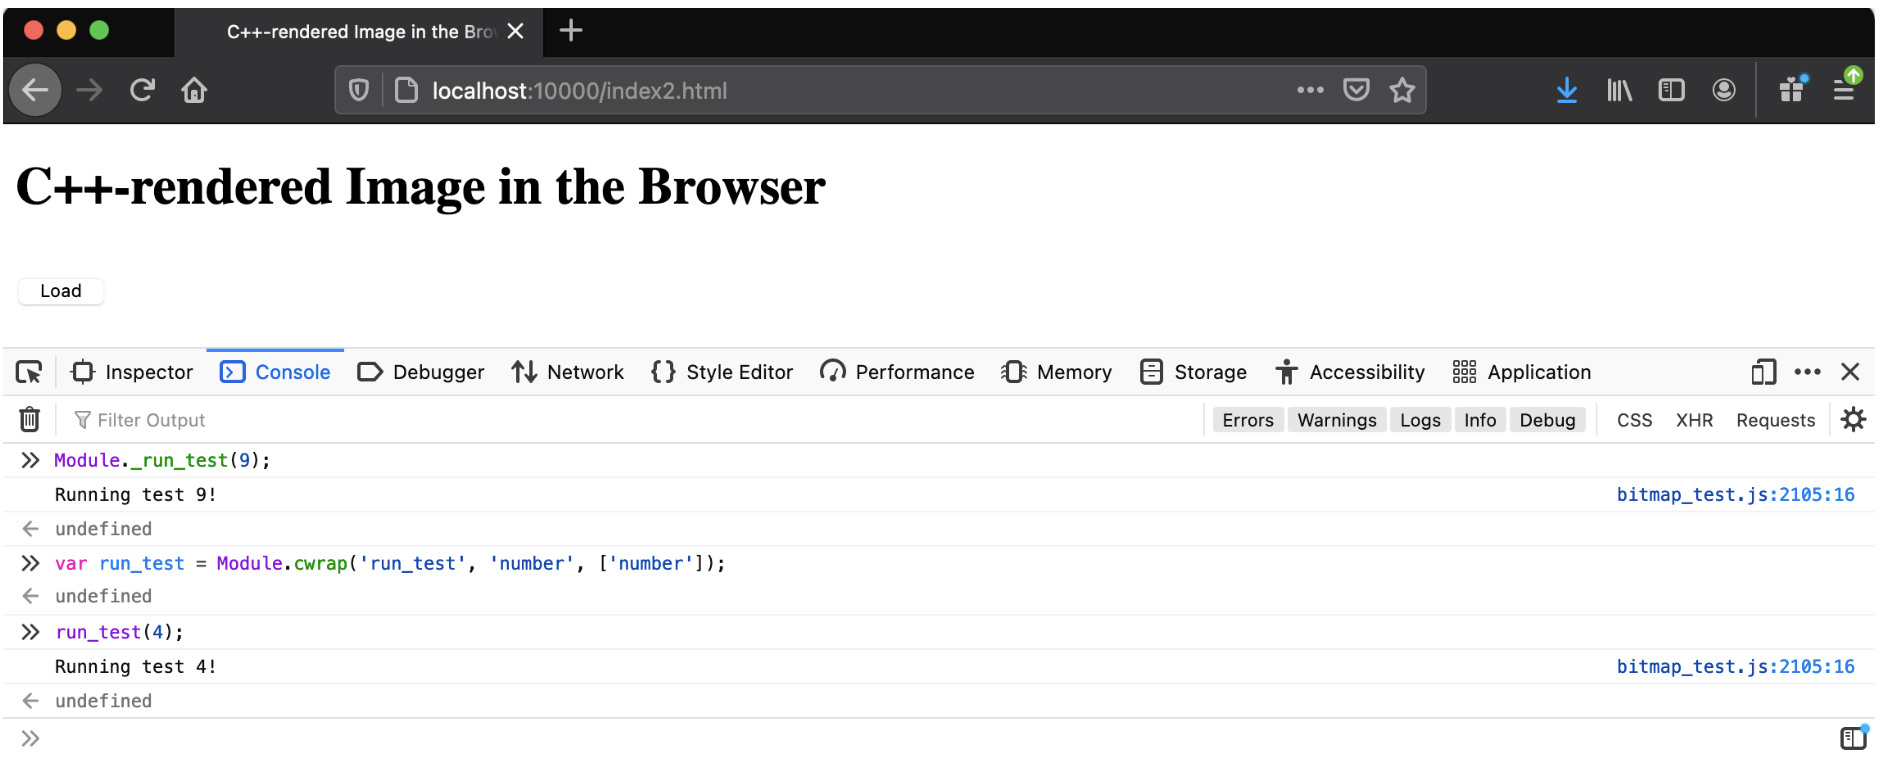 C++-rendered Image in the Bro
localhost:10000/index2.html
C++-rendered Image in the Browser
Load
Inspector Console Debugger Network Style Editor Performance Memory Storage Accessibility Application
Filter Output Errors Warnings Logs Info Debug CSS XHR Requests
Module._run_test(9);
Running test 9! bitmap_test.js:2105:16
undefined
var run_test = Module.cwrap('run_test', 'number', ['number']);
undefined
run_test(4);
Running test 4! bitmap_test.js:2105:16
undefined